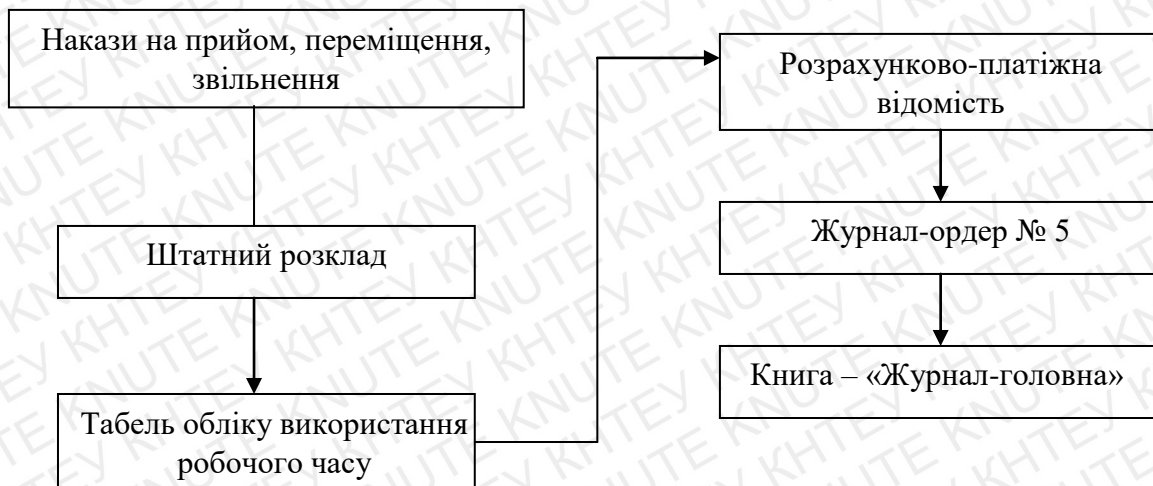 Накази на прийом, переміщення,
звільнення
Штатний розклад
Табель обліку використання
робочого часу
Розрахунково-платіжна
відомість
Журнал-ордер № 5
Книга – «Журнал-головна»